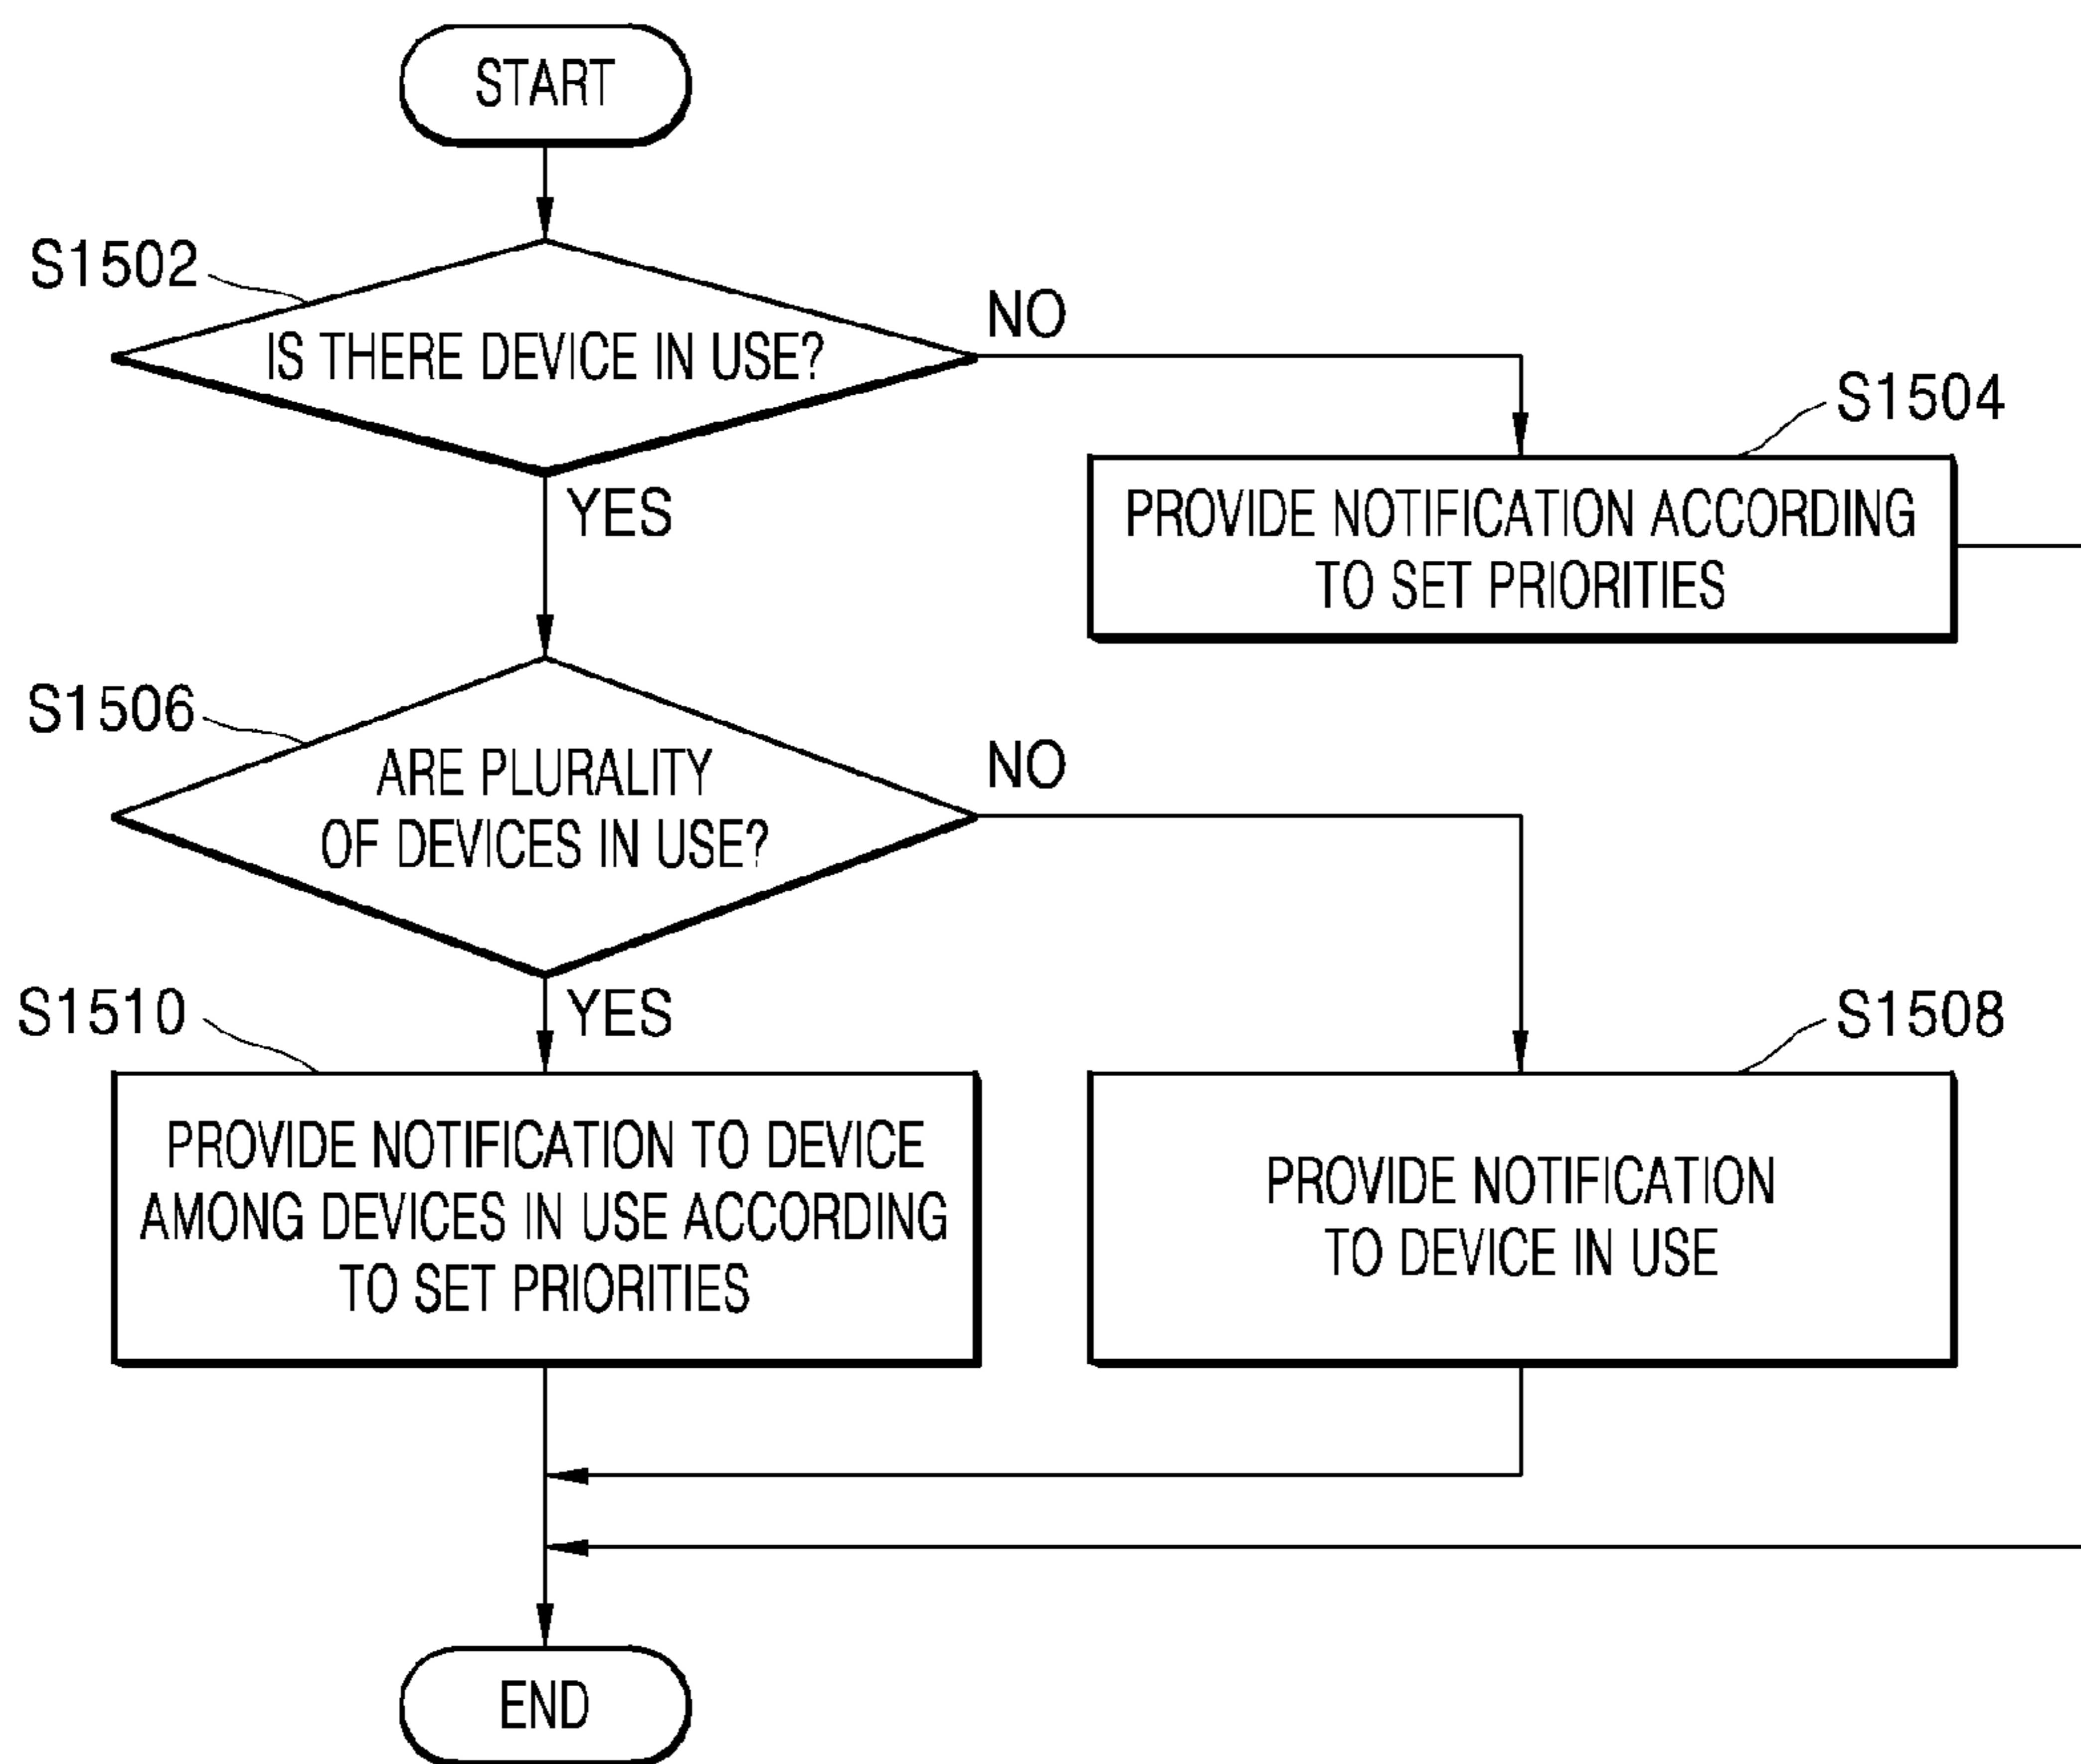 START
S1502
IS THERE DEVICE IN USE?
NO
S1504
YES
PROVIDE NOTIFICATION ACCORDING
TO SET PRIORITIES
S1506
ARE PLURALITY
OF DEVICES IN USE?
NO
S1510
YES
S1508
PROVIDE NOTIFICATION TO DEVICE
AMONG DEVICES IN USE ACCORDING
TO SET PRIORITIES
PROVIDE NOTIFICATION
TO DEVICE IN USE
END